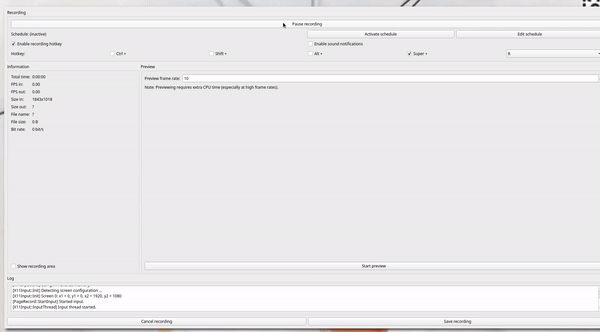 Recording
Pause recording
Schedule: (inactive)
Activate schedule
Edit schedule
Enable recording hotkey
Enable sound notifications
Hotkey:
Ctrl +
Shift +
Alt +
Super +
R
Information
Preview
Total time: 0:00:00
Preview frame rate: 10
FPS in: 0.00
Note: Previewing requires extra CPU time (especially at high frame rates).
FPS out: 0.00
Size in: 1843x1018
Size out: ?
File name: ?
File size: 0 B
Bit rate: 0 bit/s
Show recording area
Start preview
Log
[X11Input::Init] Detecting screen configuration ...
[X11Input::Init] Screen 0: x1 = 0, y1 = 0, x2 = 1920, y2 = 1080
[PageRecord::StartInput] Started input.
[X11Input::InputThread] Input thread started.
Cancel recording
Save recording